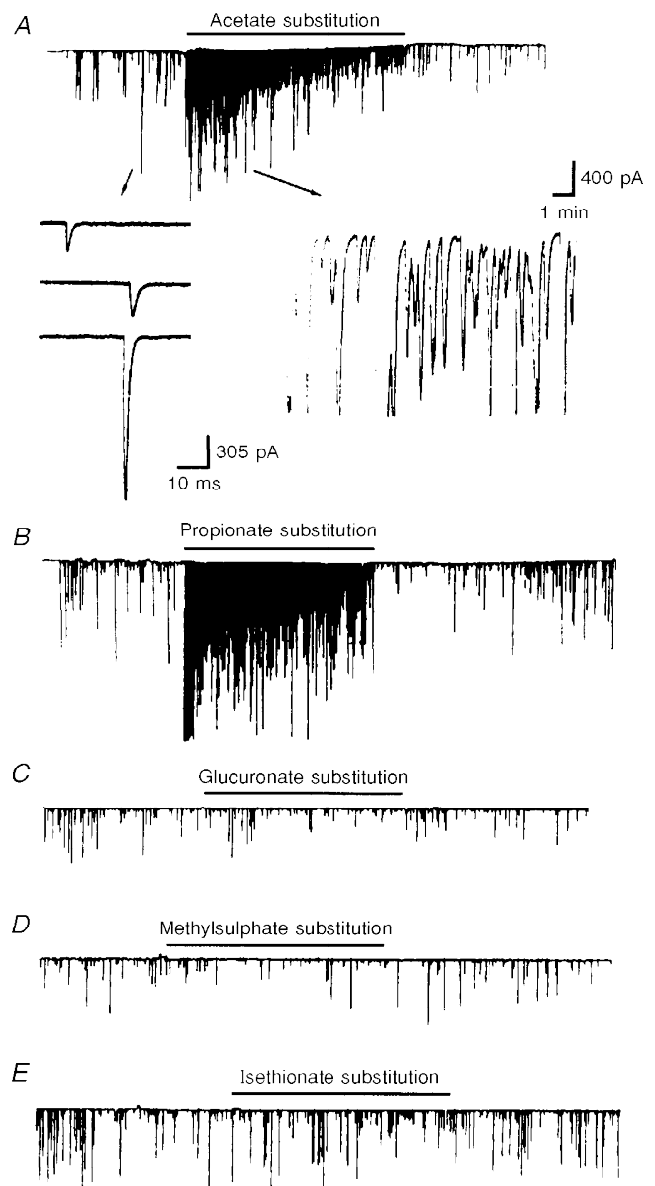 A
Acetate substitution
400 pA
1 min
305 pA
10 ms
B
Propionate substitution
C
Glucuronate substitution
D
Methylsulphate substitution
E
Isethionate substitution